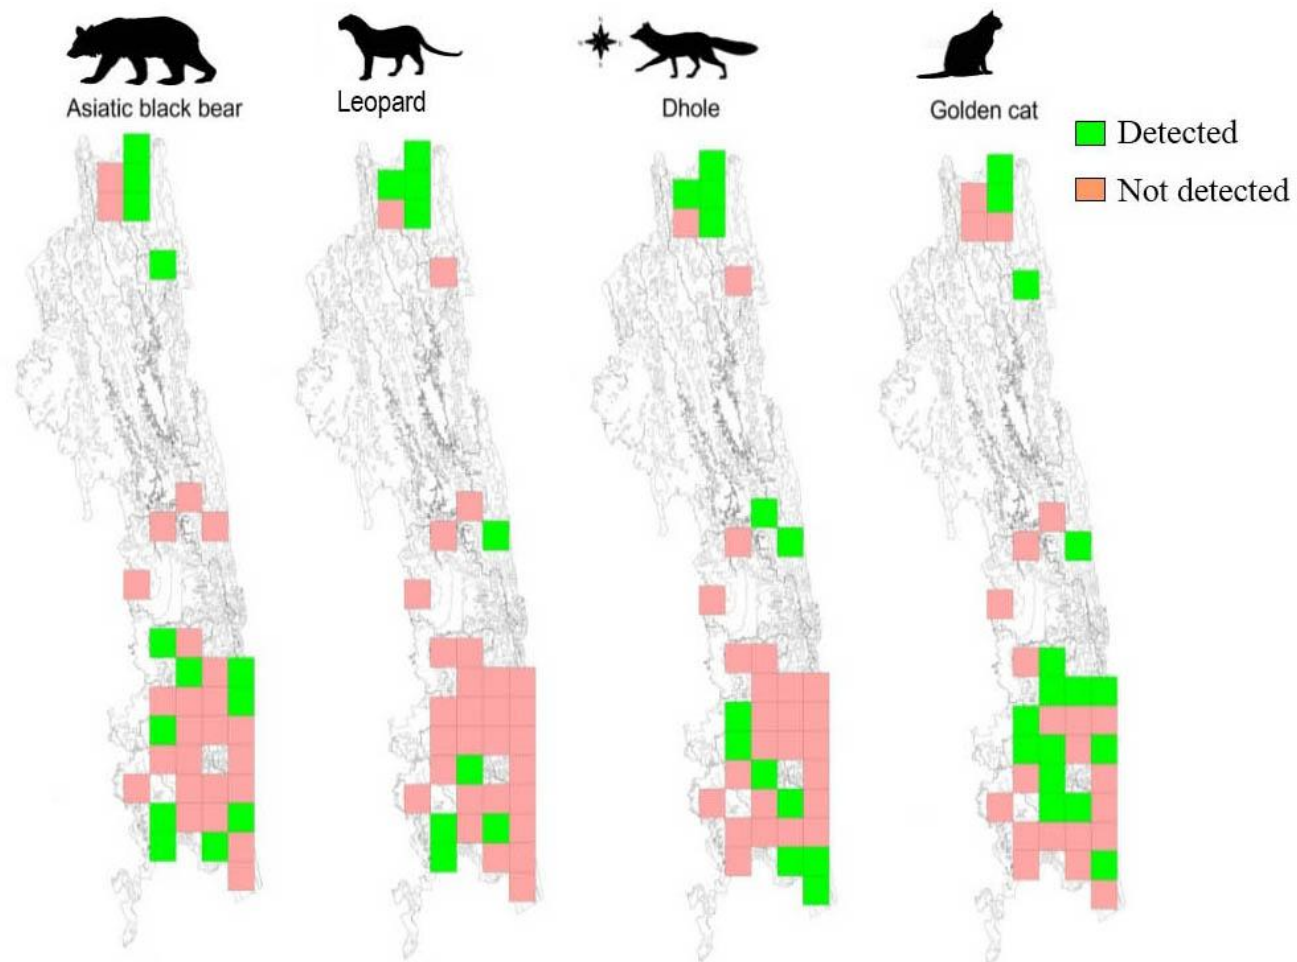 Asiatic black bear
Leopard
Dhole
Golden cat
Detected
Not detected